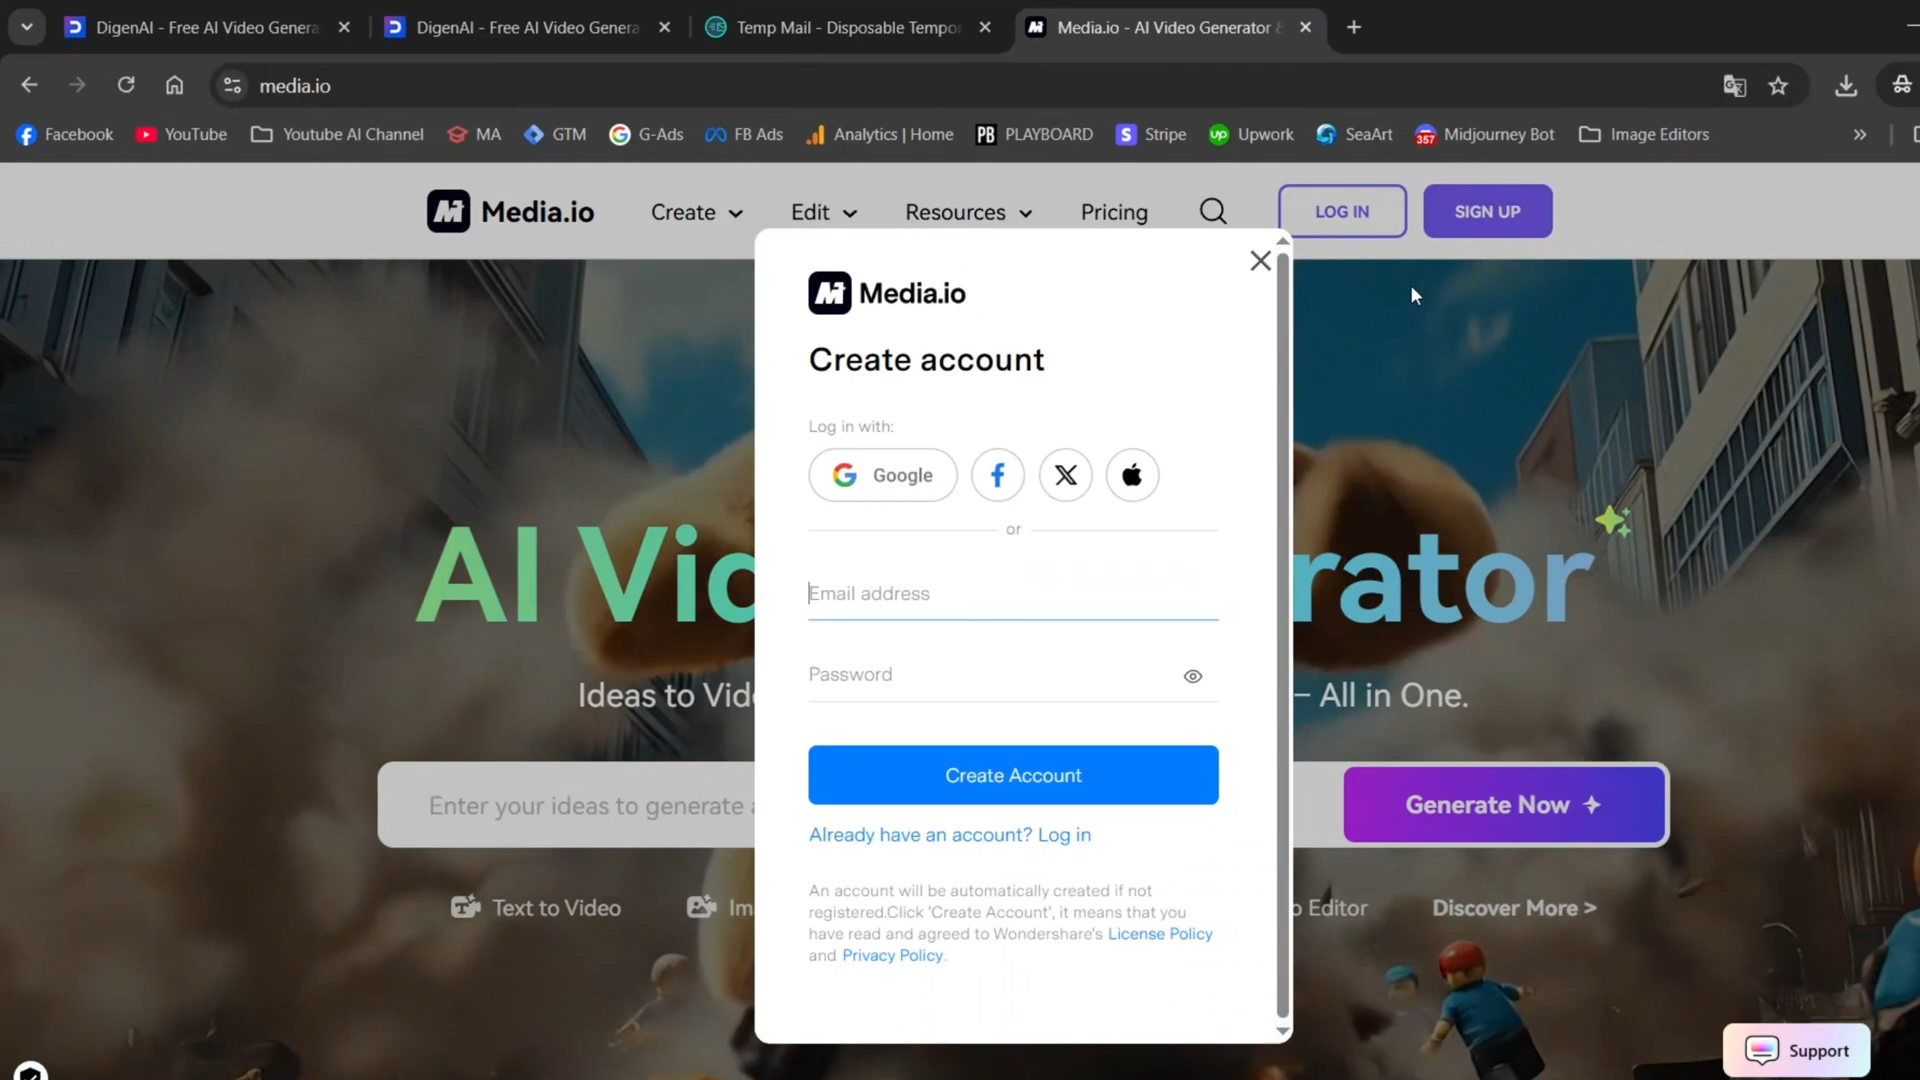 DigenAI - Free AI Video Genera
DigenAI - Free AI Video Genera
Temp Mail - Disposable Tempo
Media.io - AI Video Generator &
media.io
Facebook
YouTube
Youtube AI Channel
MA
GTM
G-Ads
FB Ads
Analytics | Home
PB PLAYBOARD
S Stripe
up Upwork
SeaArt
357 Midjourney Bot
Image Editors
Media.io
Create
Edit
Resources
Pricing
LOG IN
SIGN UP
Media.io
Create account
Log in with:
Google
or
Email address
Password
Create Account
Already have an account? Log in
An account will be automatically created if not
registered.Click 'Create Account', it means that you
have read and agreed to Wondershare's License Policy
and Privacy Policy.
AI Vid
rator
Ideas to Vid
– All in One.
Enter your ideas to generate a
Generate Now
Text to Video
Im
o Editor
Discover More >
Support